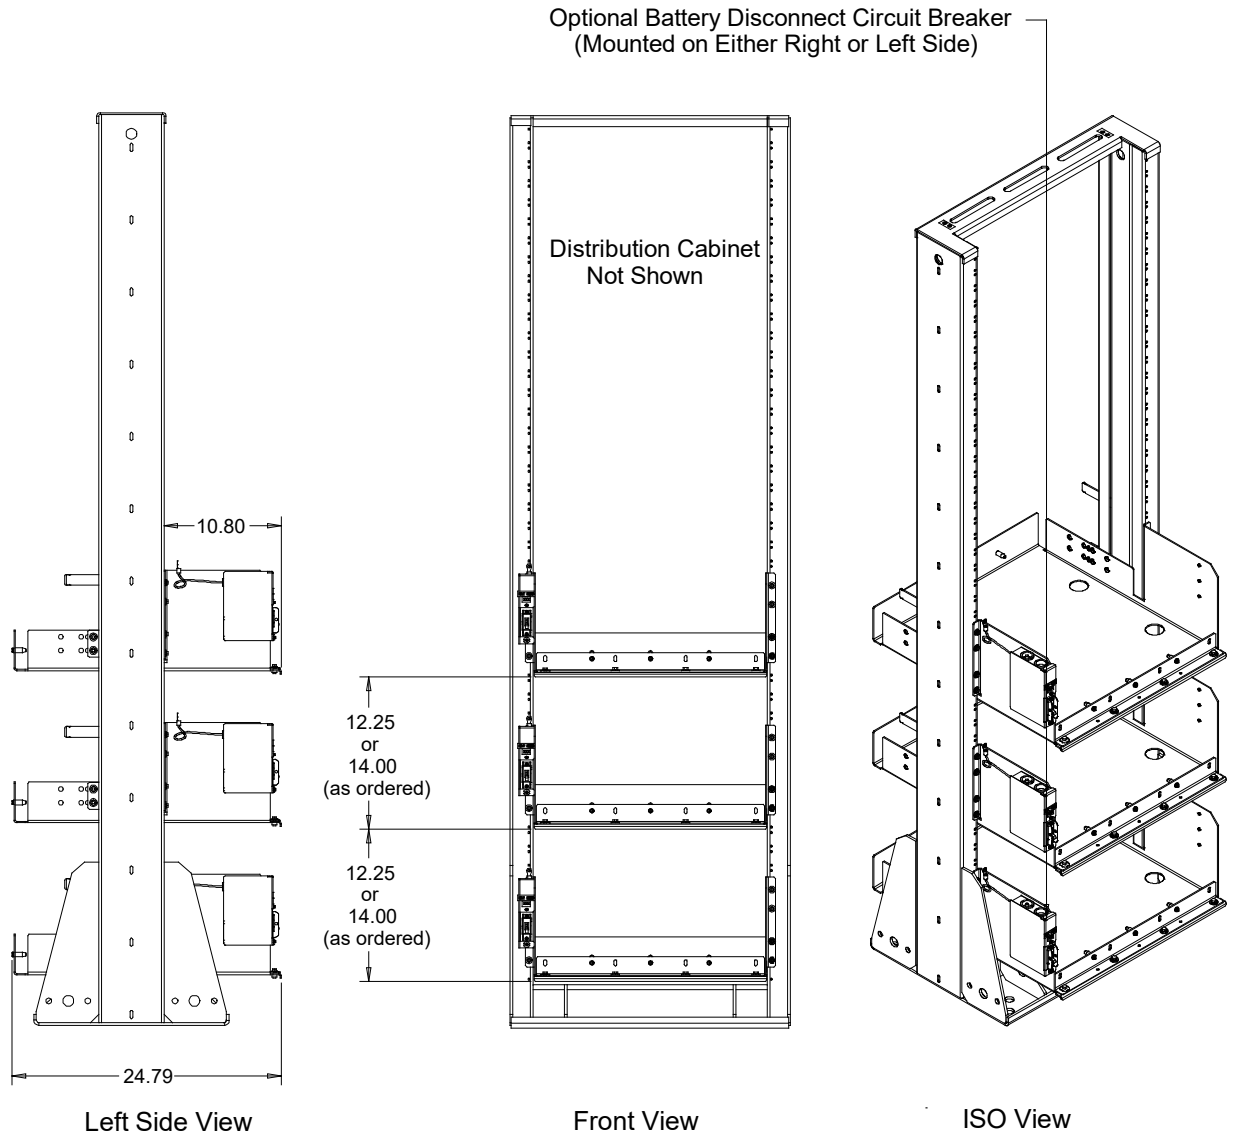 Optional Battery Disconnect Circuit Breaker
(Mounted on Either Right or Left Side)
Distribution Cabinet
Not Shown
10.80
12.25
or
14.00
(as ordered)
12.25
or
14.00
(as ordered)
24.79
Left Side View
Front View
ISO View